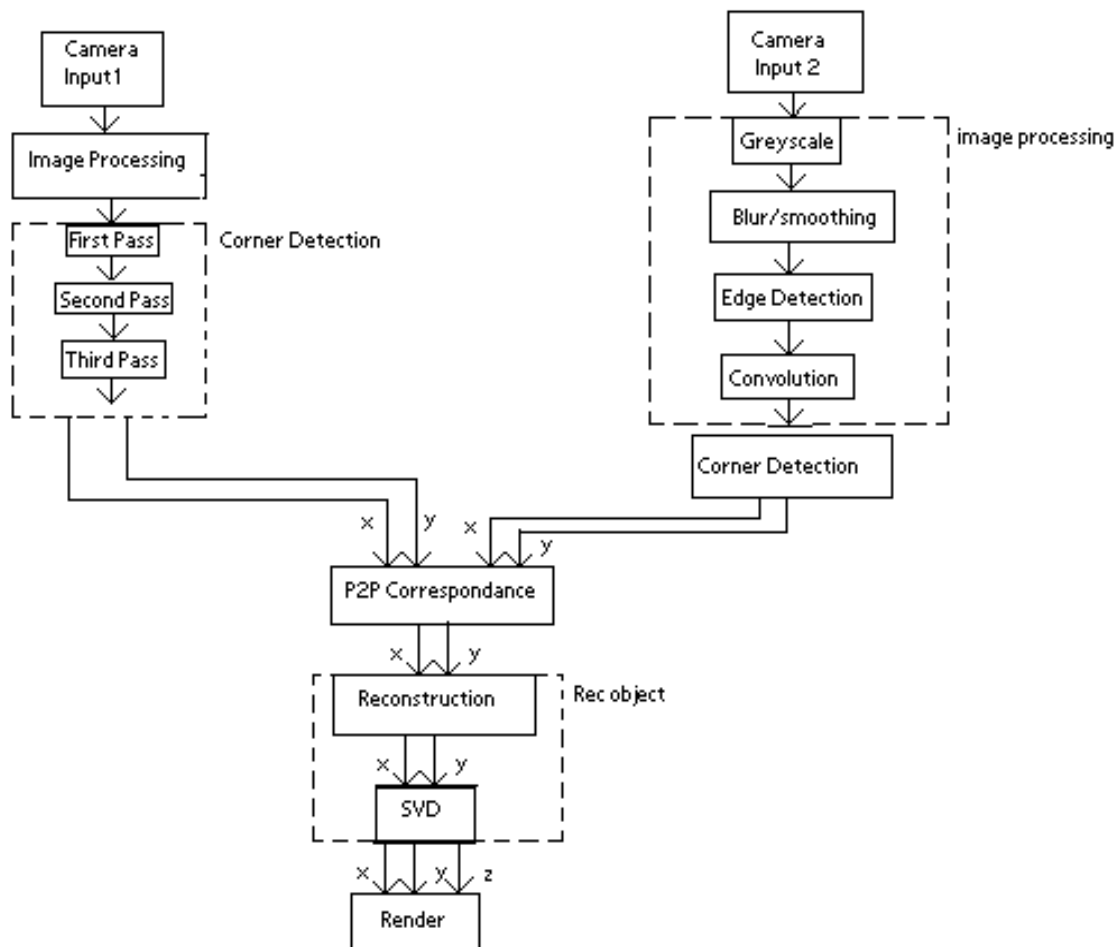 Camera
Input1
Camera
Input 2
Image Processing
Greyscale
image processing
First Pass
Corner Detection
Blur/smoothing
Second Pass
Edge Detection
Third Pass
Convolution
Corner Detection
x
y
x
y
P2P Correspondance
x
y
Reconstruction
Rec object
x
y
SVD
x
y
z
Render